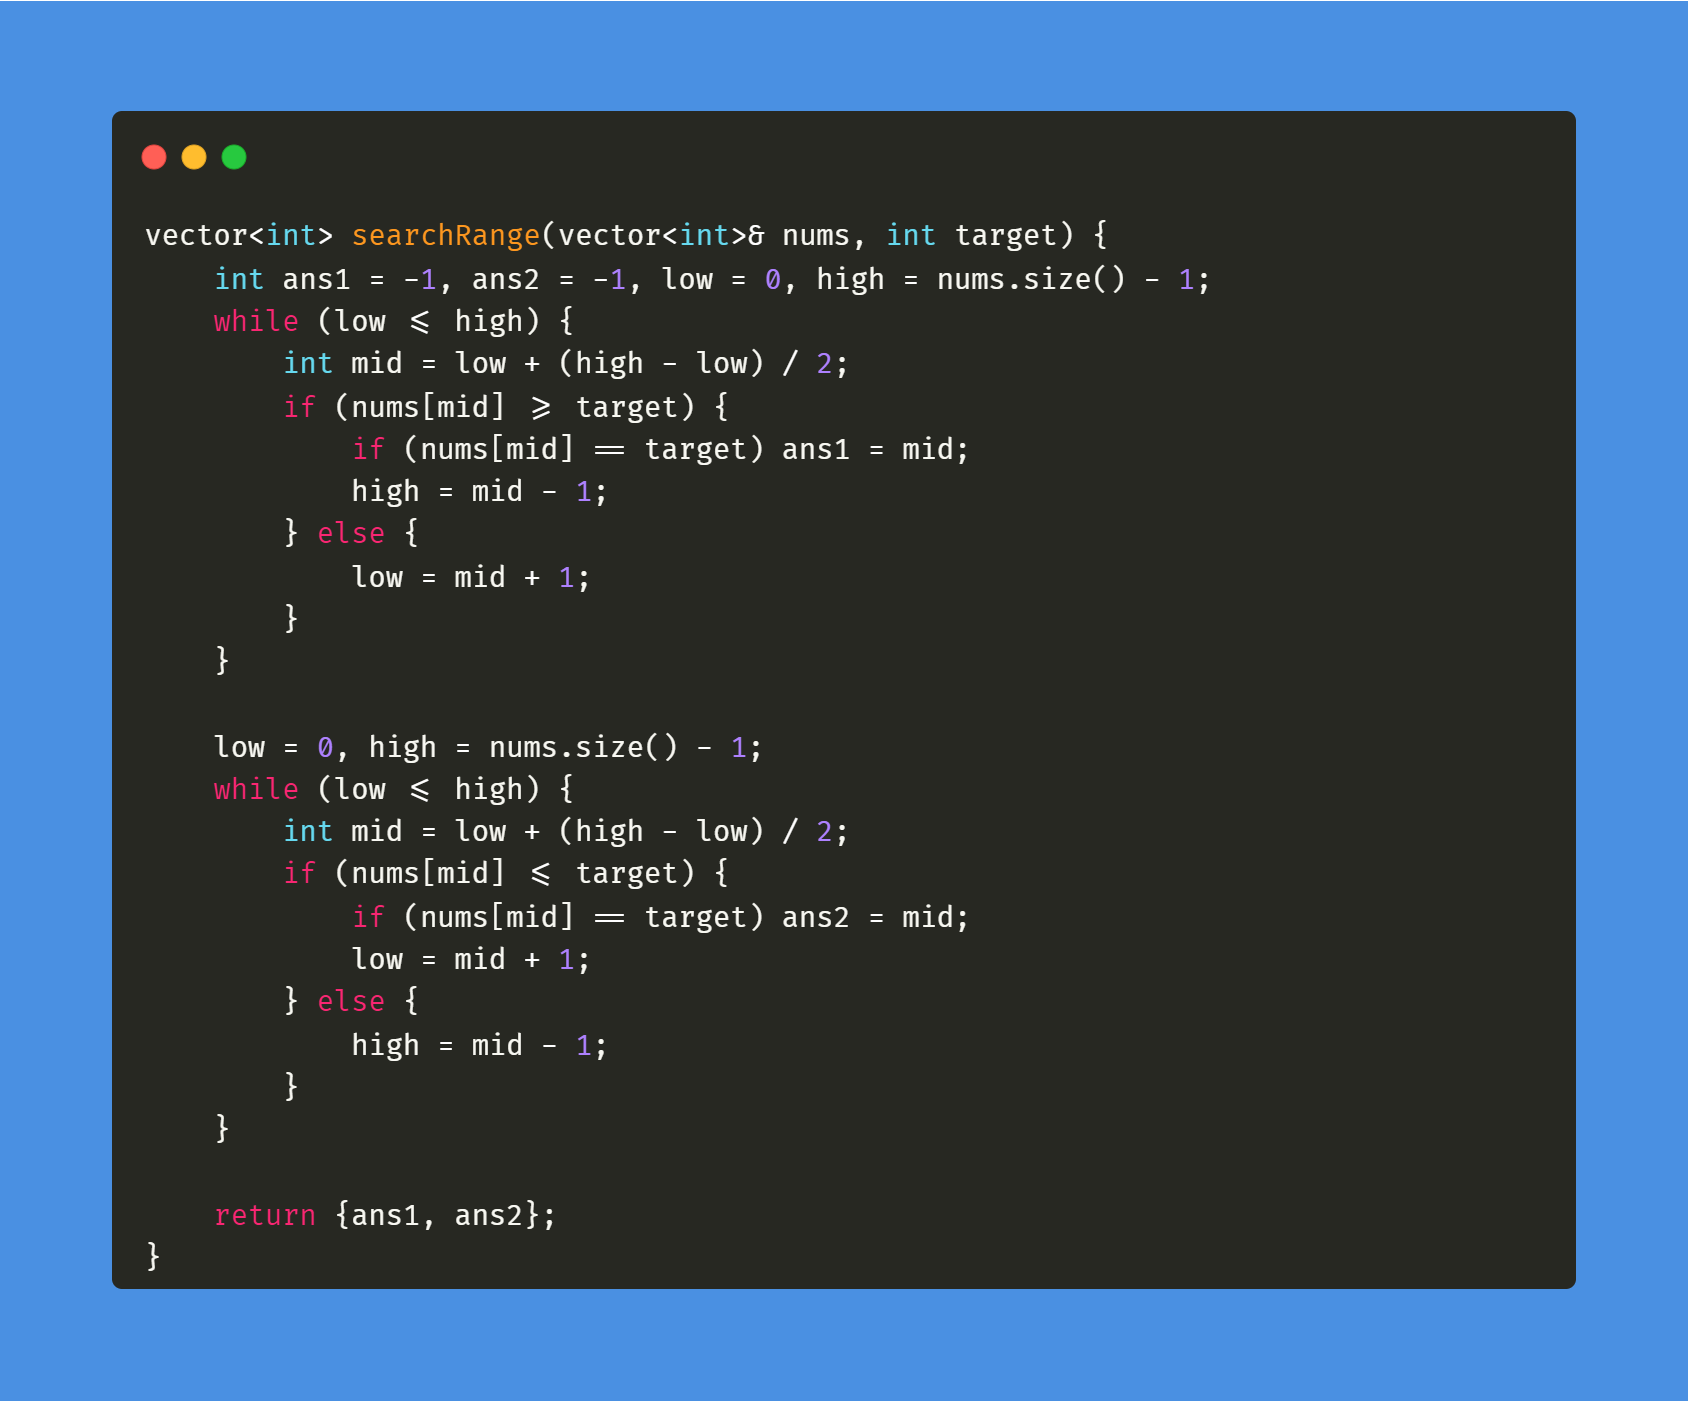 vector<int> searchRange(vector<int>& nums, int target) {
    int ans1 = -1, ans2 = -1, low = 0, high = nums.size() - 1;
    while (low <= high) {
        int mid = low + (high - low) / 2;
        if (nums[mid] >= target) {
            if (nums[mid] == target) ans1 = mid;
            high = mid - 1;
        } else {
            low = mid + 1;
        }
    }

    low = 0, high = nums.size() - 1;
    while (low <= high) {
        int mid = low + (high - low) / 2;
        if (nums[mid] <= target) {
            if (nums[mid] == target) ans2 = mid;
            low = mid + 1;
        } else {
            high = mid - 1;
        }
    }

    return {ans1, ans2};
}